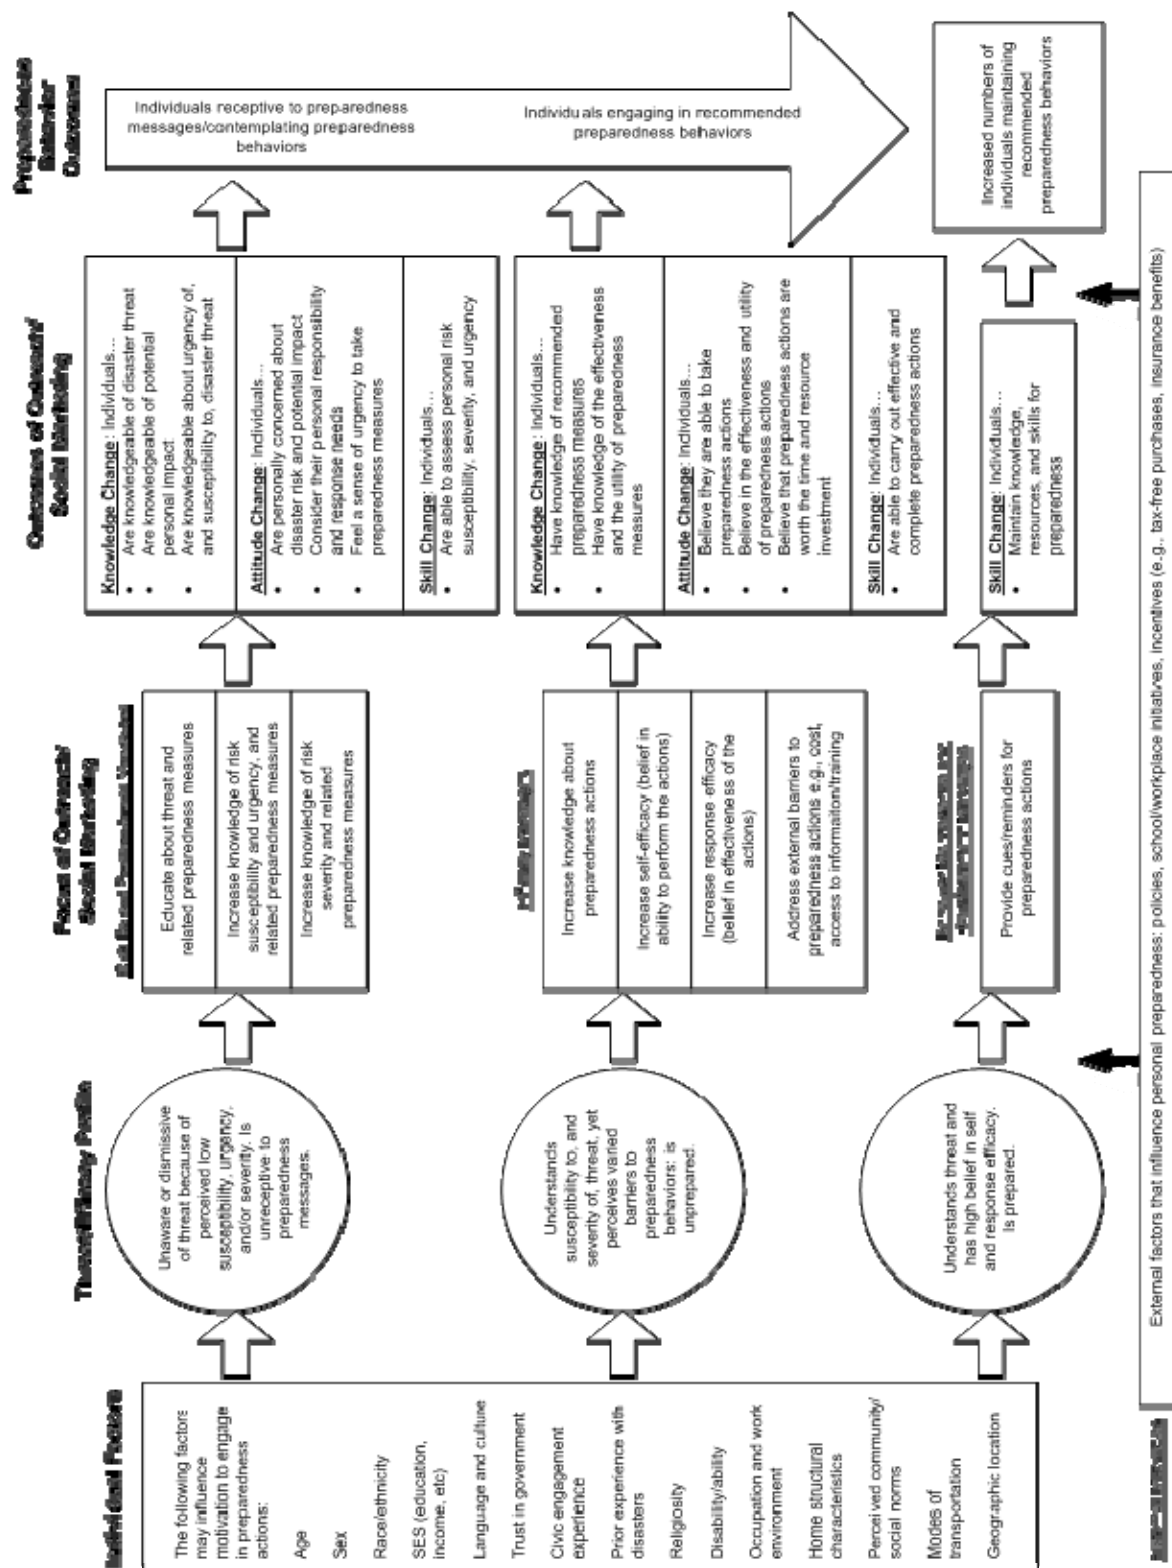 Individual Factors
The following factors
may influence
motivation to engage
in preparedness
actions:
Age
Sex
Race/ethnicity
SES (education,
income, etc)
Language and culture
Trust in government
Civic engagement
experience
Prior experience with
disasters
Religiosity
Disability/ability
Occupation and work
environment
Home structural
characteristics
Perceived community/
social norms
Modes of
transportation
Geographic location
Threat/Efficacy Profile
Unaware or dismissive
of threat because of
perceived low
susceptibility, urgency,
and/or severity. Is
unreceptive to
preparedness
messages.
Understands
susceptibility to, and
severity of, threat, yet
perceives varied
barriers to
preparedness
behaviors; is
unprepared.
Understands threat and
has high belief in self
and response efficacy.
Is prepared.
Focus of Outreach/
Social Marketing
Educate about threat and
related preparedness measures
Increase knowledge of risk
susceptibility and urgency, and
related preparedness measures
Increase knowledge of risk
severity and related
preparedness measures
Increase knowledge about
preparedness actions
Increase self-efficacy (belief in
ability to perform the actions)
Increase response efficacy
(belief in effectiveness of the
actions)
Address external barriers to
preparedness actions e.g., cost,
access to informaiton/training
Provide cues/reminders for
preparedness actions
Outcomes of Outreach/
Social Marketing
Knowledge Change: Individuals...
• Are knowledgeable of disaster threat
• Are knowledgeable of potential
personal impact
• Are knowledgeable about urgency of,
and susceptibility to, disaster threat
Attitude Change: Individuals...
• Are personally concerned about
disaster risk and potential impact
• Consider their personal responsibility
and response needs
• Feel a sense of urgency to take
preparedness measures
Skill Change: Individuals...
• Are able to assess personal risk
susceptibility, severity, and urgency
Knowledge Change: Individuals...
• Have knowledge of recommended
preparedness measures
• Have knowledge of the effectiveness
and the utility of preparedness
measures
Attitude Change: Individuals...
• Believe they are able to take
preparedness actions
• Believe in the effectiveness and utility
of preparedness actions
• Believe that preparedness actions are
worth the time and resource
investment
Skill Change: Individuals...
• Are able to carry out effective and
complete preparedness actions
Skill Change: Individuals...
• Maintain knowledge,
resources, and skills for
preparedness
Preparedness
Behavior
Outcomes
Individuals receptive to preparedness
messages/contemplating preparedness
behaviors
Individuals engaging in recommended
preparedness behaviors
Increased numbers of
individuals maintaining
recommended
preparedness behaviors
External factors that influence personal preparedness: policies, school/workplace initiatives, incentives (e.g., tax-free purchases, insurance benefits)